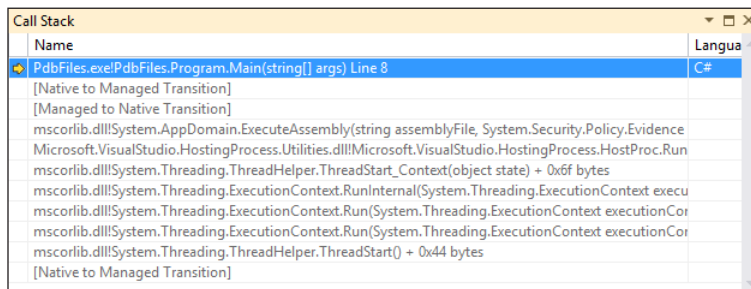 Call Stack
Name
Langua
PdbFiles.exe!PdbFiles.Program.Main(string[] args) Line 8
C#
[Native to Managed Transition]
[Managed to Native Transition]
mscorlib.dll!System.AppDomain.ExecuteAssembly(string assemblyFile, System.Security.Policy.Evidence
Microsoft.VisualStudio.HostingProcess.Utilities.dll!Microsoft.VisualStudio.HostingProcess.HostProc.Run
mscorlib.dll!System.Threading.ThreadHelper.ThreadStart_Context(object state) + 0x6f bytes
mscorlib.dll!System.Threading.ExecutionContext.RunInternal(System.Threading.ExecutionContext execu
mscorlib.dll!System.Threading.ExecutionContext.Run(System.Threading.ExecutionContext executionCor
mscorlib.dll!System.Threading.ExecutionContext.Run(System.Threading.ExecutionContext executionCor
mscorlib.dll!System.Threading.ThreadHelper.ThreadStart() + 0x44 bytes
[Native to Managed Transition]